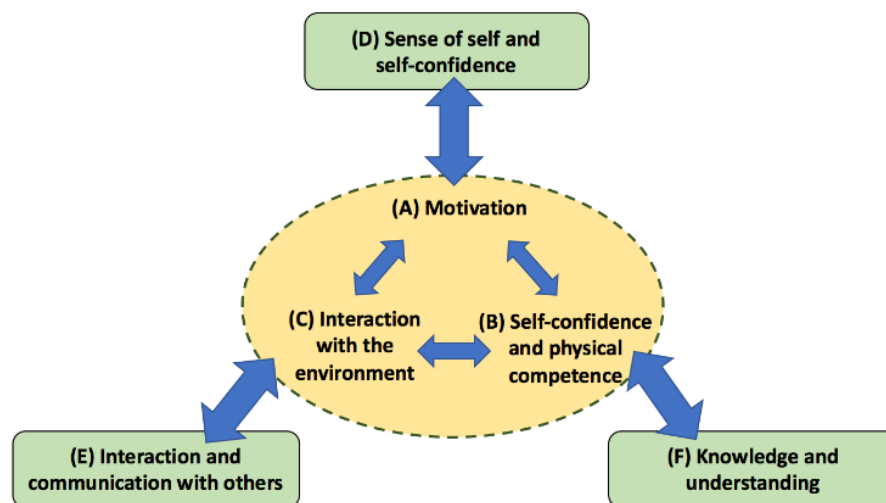 (D) Sense of self and
self-confidence
(A) Motivation
(C) Interaction
with the
environment
(B) Self-confidence
and physical
competence
(E) Interaction and
communication with others
(F) Knowledge and
understanding